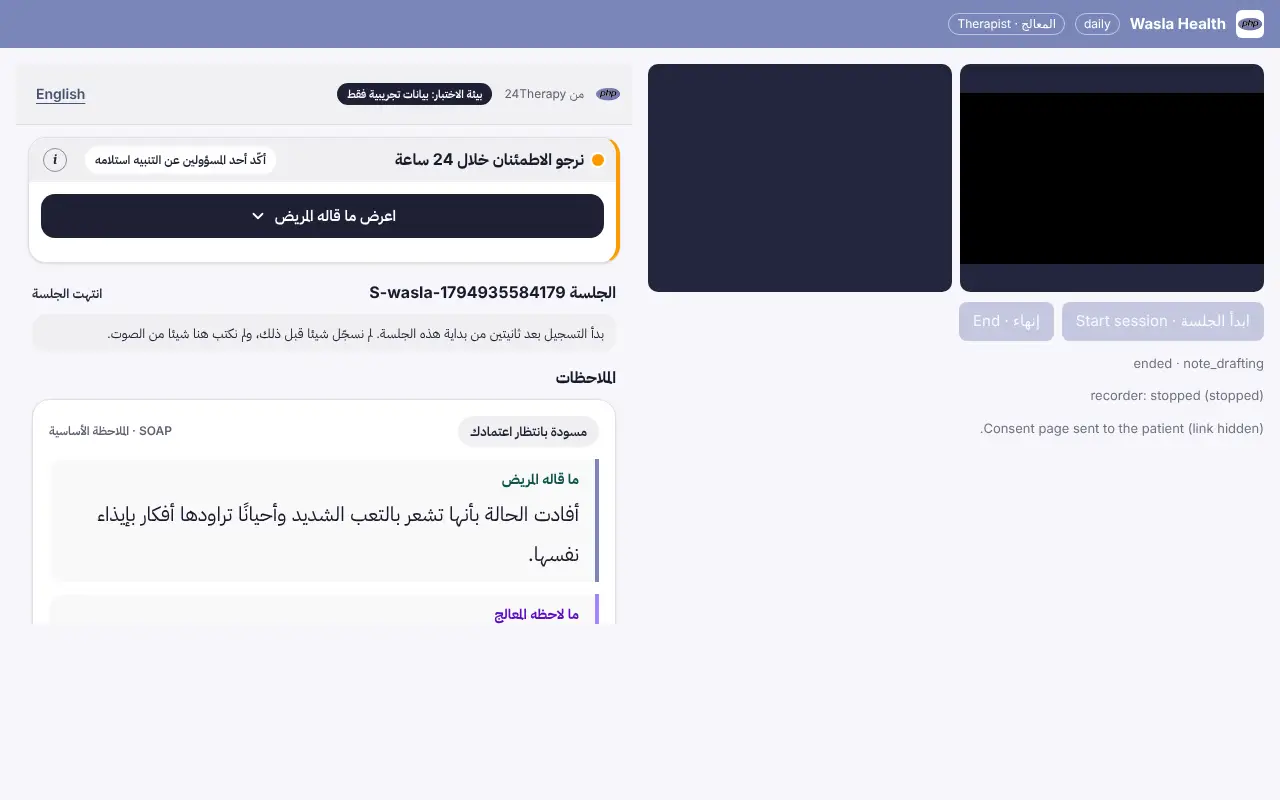 php
Wasla Health
daily
المعالج · Therapist
ابدأ الجلسة · Start session
إنهاء · End
ended · note_drafting
recorder: stopped (stopped)
Consent page sent to the patient (link hidden).
php
من 24Therapy
بيئة الاختبار: بيانات تجريبية فقط
English
نرجو الاطمئنان خلال 24 ساعة
أكّد أحد المسؤولين عن التنبيه استلامه
i
اعرض ما قاله المريض
الجلسة S-wasla-1794935584179
انتهت الجلسة
بدأ التسجيل بعد ثانيتين من بداية هذه الجلسة. لم نسجّل شيئا قبل ذلك، ولم نكتب هنا شيئا من الصوت.
الملاحظات
مسودة بانتظار اعتمادك
SOAP · الملاحظة الأساسية
ما قاله المريض
أفادت الحالة بأنها تشعر بالتعب الشديد وأحيانًا تراودها أفكار بإيذاء
نفسها.
ما لاحظه المعالج